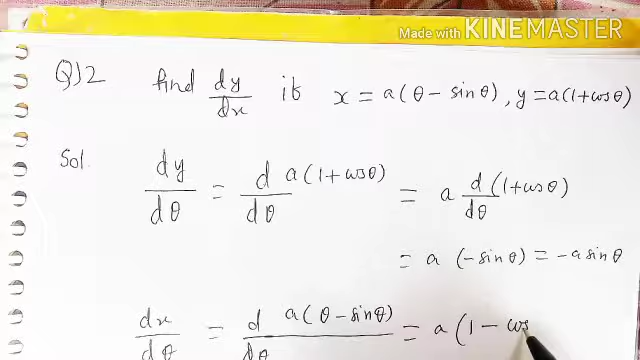 Made with KINEMASTER
Q12 Find dy/dx if x = a(θ - sinθ), y = a(1+cosθ)
Sol. dy/dθ = d/dθ a(1+cosθ) = a d/dθ (1+cosθ)
= a (-sinθ) = -a sinθ
dx/dθ = d/dθ a(θ - sinθ) = a(1 - cos